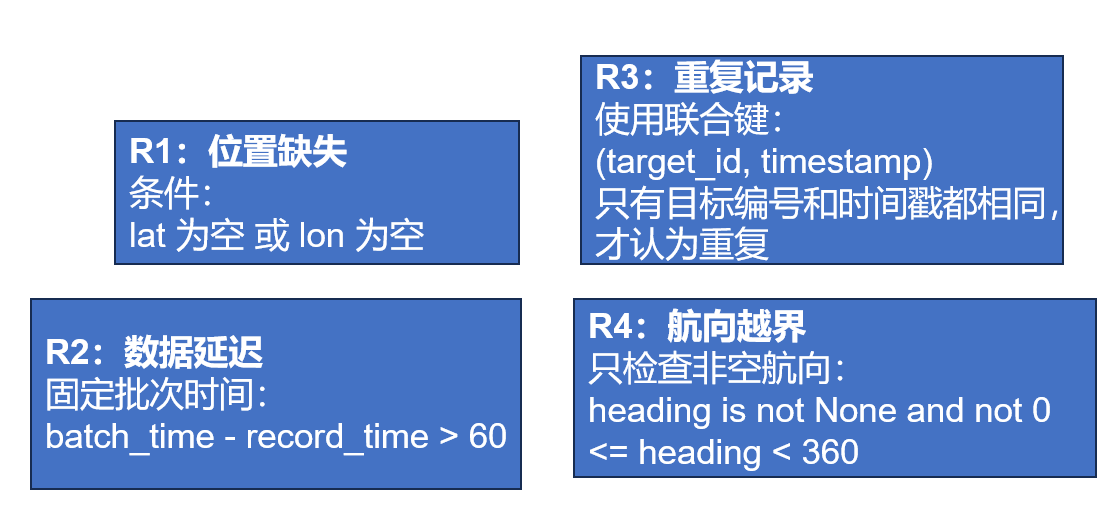 R1：位置缺失
条件：
lat 为空 或 lon 为空
R3：重复记录
使用联合键：
(target_id, timestamp)
只有目标编号和时间戳都相同，
才认为重复
R2：数据延迟
固定批次时间：
batch_time - record_time > 60
R4：航向越界
只检查非空航向：
heading is not None and not 0
<= heading < 360